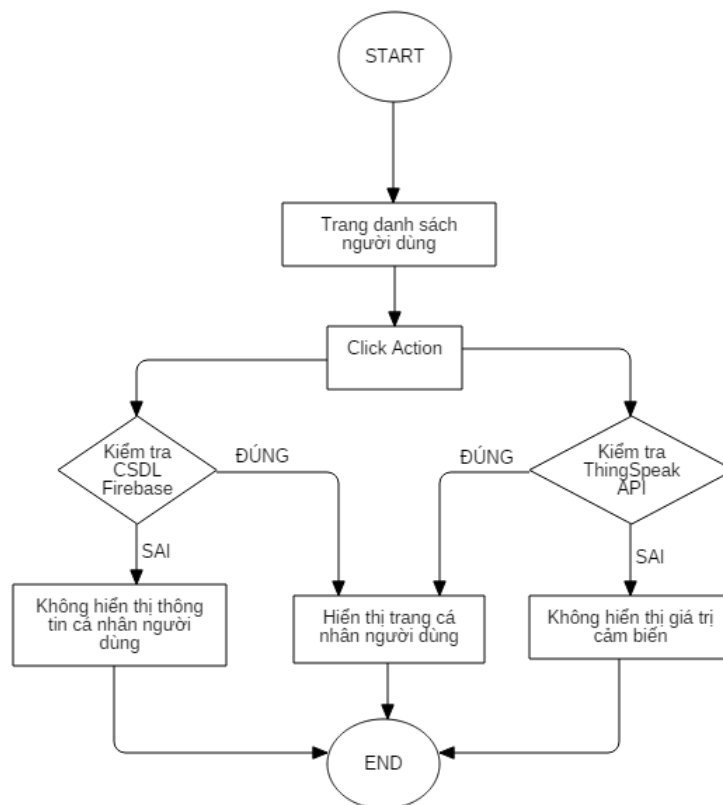 START
Trang danh sách
người dùng
Click Action
Kiểm tra
CSDL
Firebase
ĐÚNG
ĐÚNG
Kiểm tra
ThingSpeak
API
SAI
SAI
Không hiển thị thông
tin cá nhân người
dùng
Hiển thị trang cá
nhân người dùng
Không hiển thị giá trị
cảm biến
END